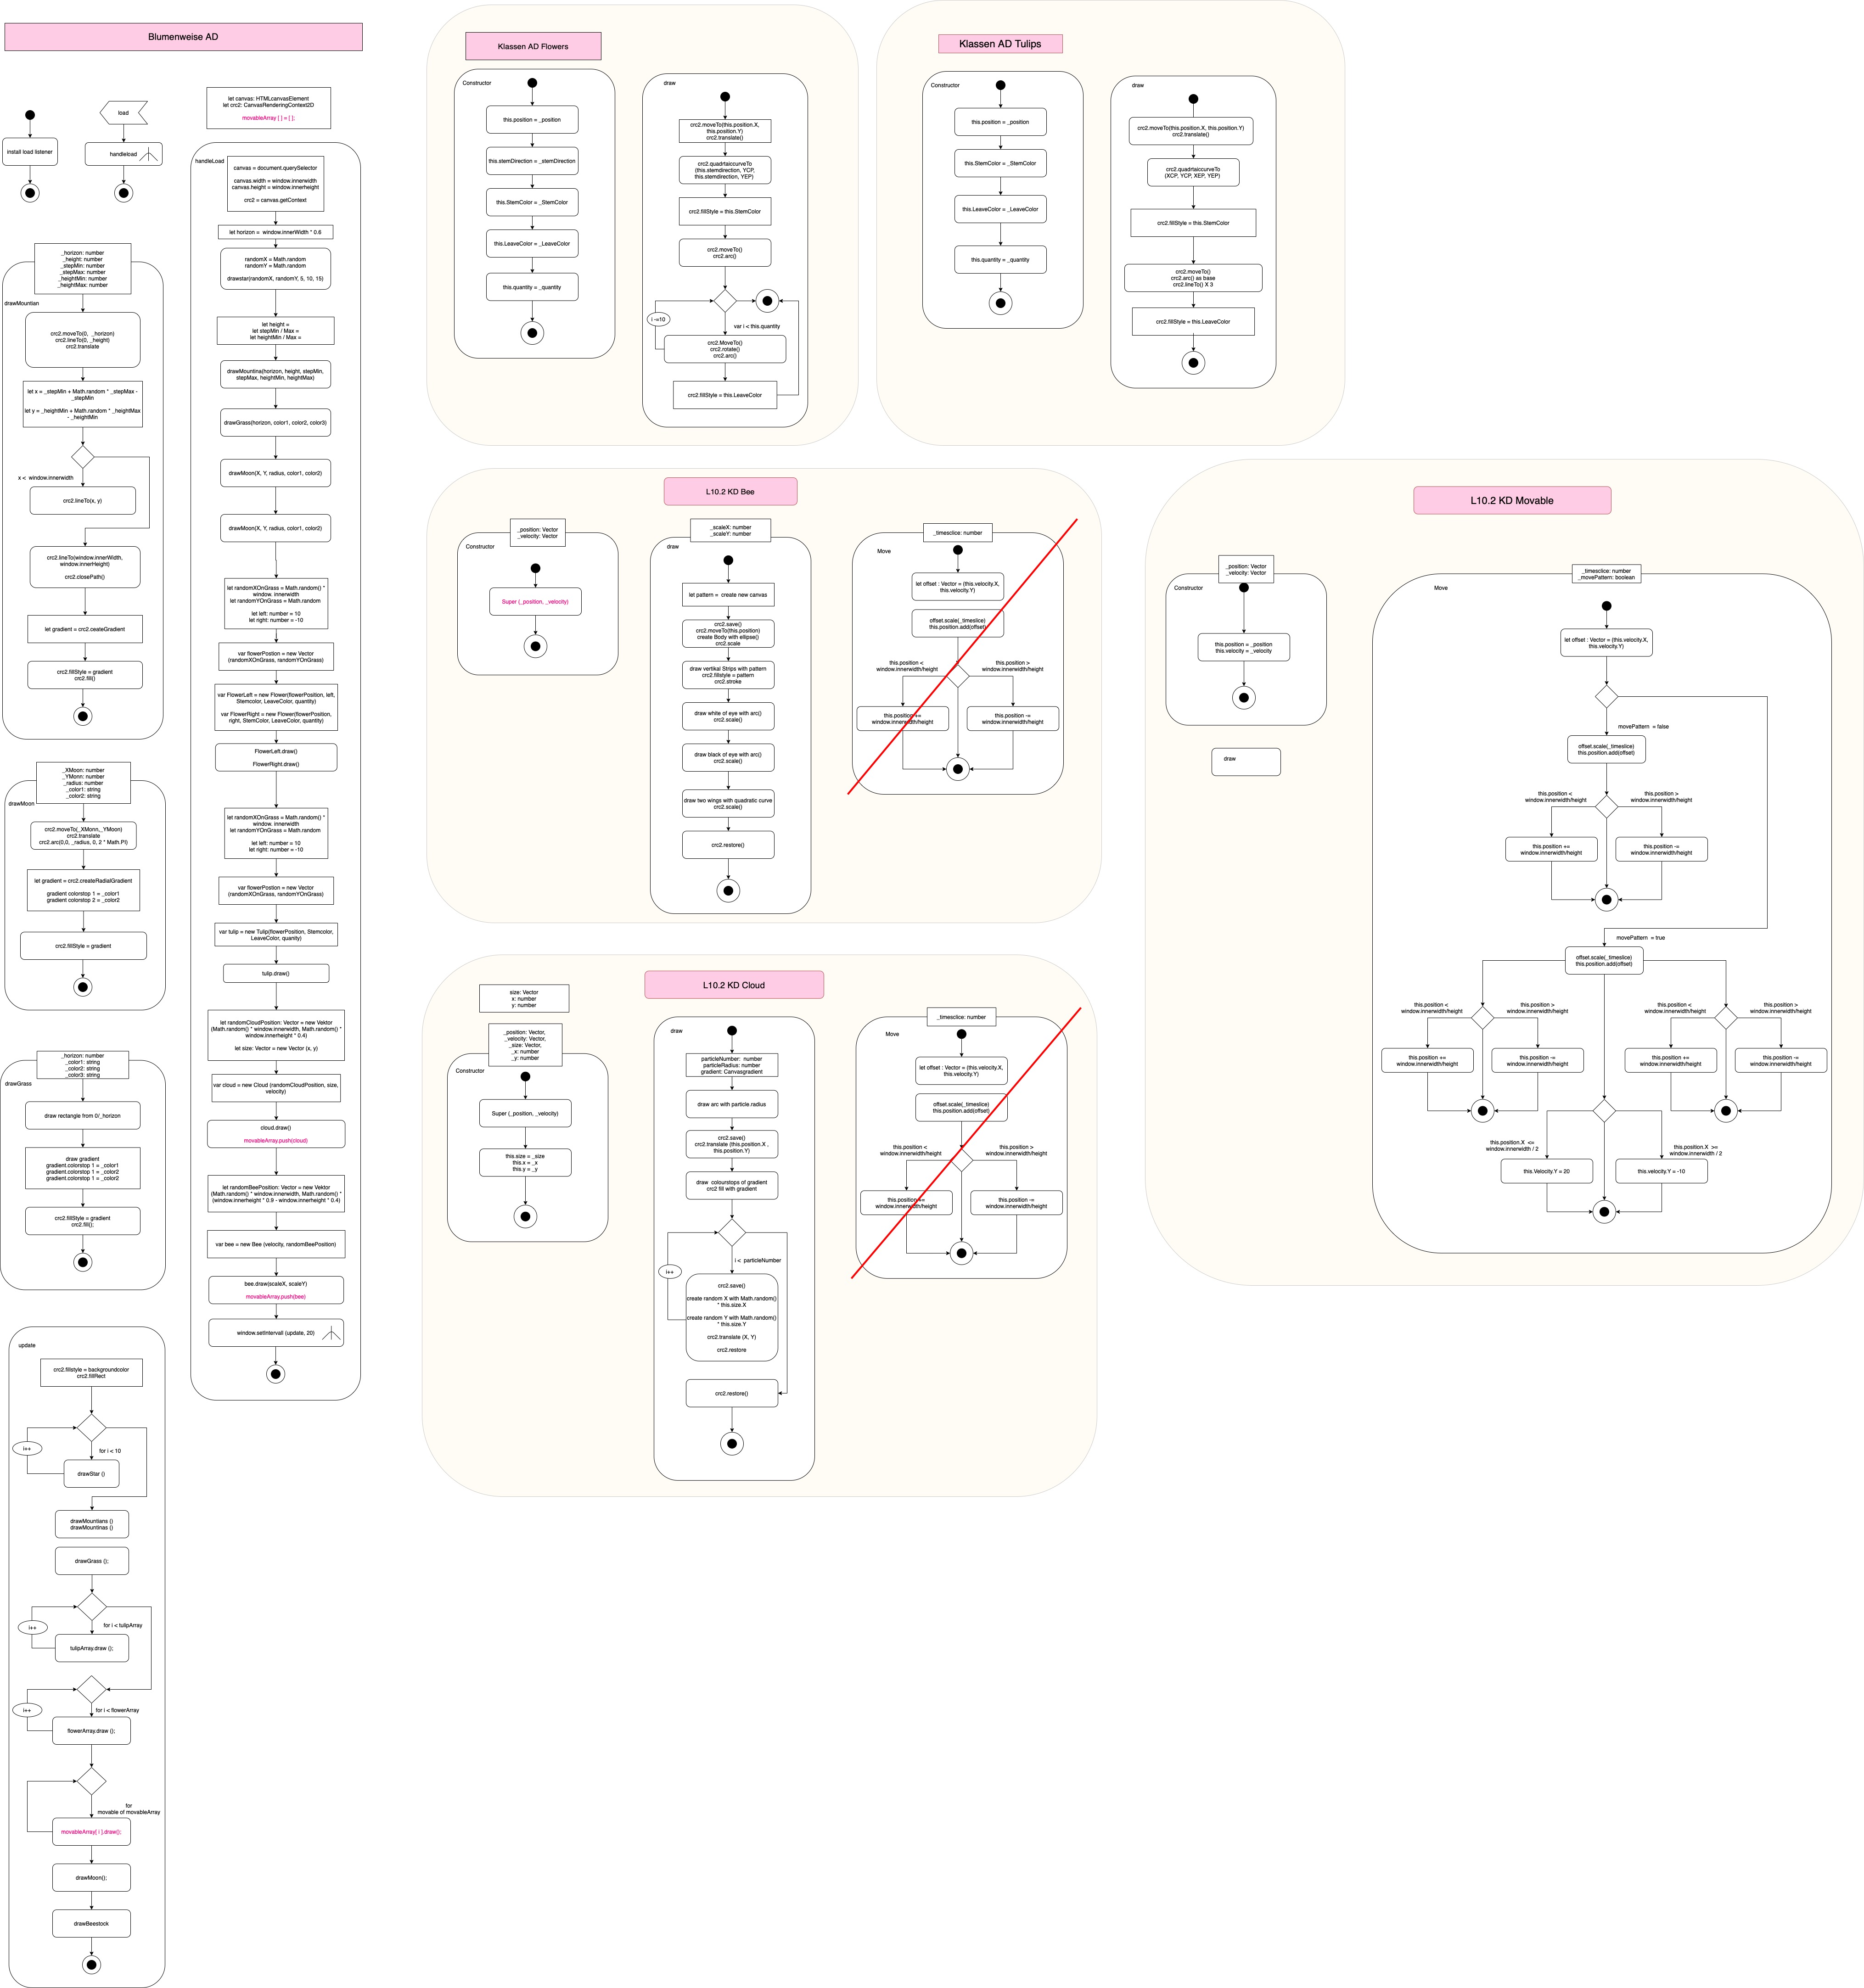 Blumenweise AD
install load listener
load
handleload
let canvas: HTMLcanvasElement
let crc2: CanvasRenderingContext2D
movableArray [ ] = [ ];
_horizon: number
_height: number
_stepMin: number
_stepMax: number
_heightMin: number
_heightMax: number
drawMountian
crc2.moveTo(0, _horizon)
crc2.lineTo(0, _height)
crc2.translate
let x = _stepMin + Math.random * _stepMax -
_stepMin
let y = _heightMin + Math.random * _heightMax
- _heightMin
x < window.innerwidth
crc2.lineTo(x, y)
crc2.lineTo(window.innerWidth,
window.innerHeight)
crc2.closePath()
let gradient = crc2.ceateGradient
crc2.fillStyle = gradient
crc2.fill()
_XMoon: number
_YMonn: number
_radius: number
_color1: string
_color2: string
drawMoon
crc2.moveTo(_XMonn,_YMoon)
crc2.translate
crc2.arc(0,0, _radius, 0, 2 * Math.PI)
let gradient = crc2.createRadialGradient
gradient colorstop 1 = _color1
gradient colorstop 2 = _color2
crc2.fillStyle = gradient
_horizon: number
_color1: string
_color2: string
_color3: string
drawGrass
draw rectangle from 0/_horizon
draw gradient
gradient.colorstop 1 = _color1
gradient.colorstop 1 = _color2
gradient.colorstop 1 = _color2
crc2.fillStyle = gradient
crc2.fill();
update
crc2.fillstyle = backgroundcolor
crc2.fillRect
i++
for i < 10
drawStar ()
drawMountians ()
drawMountinas ()
drawGrass ();
i++
for i < tulipArray
tulipArray.draw ();
i++
for i < flowerArray
flowerArray.draw ();
for
movable of movableArray
movableArray[ i ].draw();
drawMoon();
drawBeestock
handleLoad
canvas = document.querySelector
canvas.width = window.innerwidth
canvas.height = window.innerheight
crc2 = canvas.getContext
let horizon = window.innerWidth * 0.6
randomX = Math.random
randomY = Math.random
drawstar(randomX, randomY, 5, 10, 15)
let height =
let stepMin / Max =
let heightMin / Max =
drawMountina(horizon, height, stepMin,
stepMax, heightMin, heightMax)
drawGrass(horizon, color1, color2, color3)
drawMoon(X, Y, radius, color1, color2)
drawMoon(X, Y, radius, color1, color2)
let randomXOnGrass = Math.random() *
window. innerwidth
let randomYOnGrass = Math.random
let left: number = 10
let right: number = -10
var flowerPosition = new Vector
(randomXOnGrass, randomYOnGrass)
var FlowerLeft = new Flower(flowerPosition, left,
Stemcolor, LeaveColor, quantity)
var FlowerRight = new Flower(flowerPosition,
right, StemColor, LeaveColor, quantity)
FlowerLeft.draw()
FlowerRight.draw()
let randomXOnGrass = Math.random() *
window. innerwidth
let randomYOnGrass = Math.random
let left: number = 10
let right: number = -10
var flowerPostion = new Vector
(randomXOnGrass, randomYOnGrass)
var tulip = new Tulip(flowerPosition, Stemcolor,
LeaveColor, quanity)
tulip.draw()
let randomCloudPosition: Vector = new Vektor
(Math.random() * window.innerwidth, Math.random() *
window.innerheight * 0.4)
let size: Vector = new Vector (x, y)
var cloud = new Cloud (randomCloudPosition, size,
velocity)
cloud.draw()
movableArray.push(cloud)
let randomBeePosition: Vector = new Vektor
(Math.random() * window.innerwidth, Math.random() *
(window.innerheight * 0.9 - window.innerheight * 0.4)
var bee = new Bee (velocity, randomBeePosition)
bee.draw(scaleX, scaleY)
movableArray.push(bee)
window.setIntervall (update, 20)
Klassen AD Flowers
Constructor
this.position = _position
this.stemDirection = _stemDirection
this.StemColor = _StemColor
this.LeaveColor = _LeaveColor
this.quantity = _quantity
draw
crc2.moveTo(this.position.X,
this.position.Y)
crc2.translate()
crc2.quadrtaiccurveTo
(this.stemdirection, YCP,
this.stemdirection, YEP)
crc2.fillStyle = this.StemColor
crc2.moveTo()
crc2.arc()
i -=10
var i < this.quantity
crc2.MoveTo()
crc2.rotate()
crc2.arc()
crc2.fillStyle = this.LeaveColor
Klassen AD Tulips
Constructor
this.position = _position
this.StemColor = _StemColor
this.LeaveColor = _LeaveColor
this.quantity = _quantity
draw
crc2.moveTo(this.position.X, this.position.Y)
crc2.translate()
crc2.quadrtaiccurveTo
(XCP, YCP, XEP, YEP)
crc2.fillStyle = this.StemColor
crc2.moveTo()
crc2.arc() as base
crc2.lineTo() X 3
crc2.fillStyle = this.LeaveColor
L10.2 KD Bee
_position: Vector
_velocity: Vector
Constructor
Super (_position, _velocity)
_scaleX: number
_scaleY: number
draw
let pattern = create new canvas
crc2.save()
crc2.moveTo(this.position)
create Body with ellipse()
crc2.scale
draw vertikal Strips with pattern
crc2.fillstyle = pattern
crc2.stroke
draw white of eye with arc()
crc2.scale()
draw black of eye with arc()
crc2.scale()
draw two wings with quadratic curve
crc2.scale()
crc2.restore()
_timesclice: number
Move
let offset : Vector = (this.velocity.X,
this.velocity.Y)
offset.scale(_timeslice)
this.position.add(offset)
this.position <
window.innerwidth/height
this.position >
window.innerwidth/height
this.position +=
window.innerwidth/height
this.position -=
window.innerwidth/height
L10.2 KD Cloud
size: Vector
x: number
y: number
_position: Vector,
_velocity: Vector,
_size: Vector,
_x: number
_y: number
Constructor
Super (_position, _velocity)
this.size = _size
this.x = _x
this.y = _y
draw
particleNumber: number
particleRadius: number
gradient: Canvasgradient
draw arc with particle.radius
crc2.save()
crc2.translate (this.position.X ,
this.position.Y)
draw colourstops of gradient
crc2 fill with gradient
i++
i < particleNumber
crc2.save()
create random X with Math.random()
* this.size.X
create random Y with Math.random()
* this.size.Y
crc2.translate (X, Y)
crc2.restore
crc2.restore()
_timesclice: number
Move
let offset : Vector = (this.velocity.X,
this.velocity.Y)
offset.scale(_timeslice)
this.position.add(offset)
this.position <
window.innerwidth/height
this.position >
window.innerwidth/height
this.position +=
window.innerwidth/height
this.position -=
window.innerwidth/height
L10.2 KD Movable
_position: Vector
_velocity: Vector
Constructor
this.position = _position
this.velocity = _velocity
draw
_timesclice: number
_movePattern: boolean
Move
let offset : Vector = (this.velocity.X,
this.velocity.Y)
movePattern = false
offset.scale(_timeslice)
this.position.add(offset)
this.position <
window.innerwidth/height
this.position >
window.innerwidth/height
this.position +=
window.innerwidth/height
this.position -=
window.innerwidth/height
movePattern = true
offset.scale(_timeslice)
this.position.add(offset)
this.position <
window.innerwidth/height
this.position >
window.innerwidth/height
this.position <
window.innerwidth/height
this.position >
window.innerwidth/height
this.position +=
window.innerwidth/height
this.position -=
window.innerwidth/height
this.position +=
window.innerwidth/height
this.position -=
window.innerwidth/height
this.position.X <=
window.innerwidth / 2
this.position.X >=
window.innerwidth / 2
this.Velocity.Y = 20
this.velocity.Y = -10